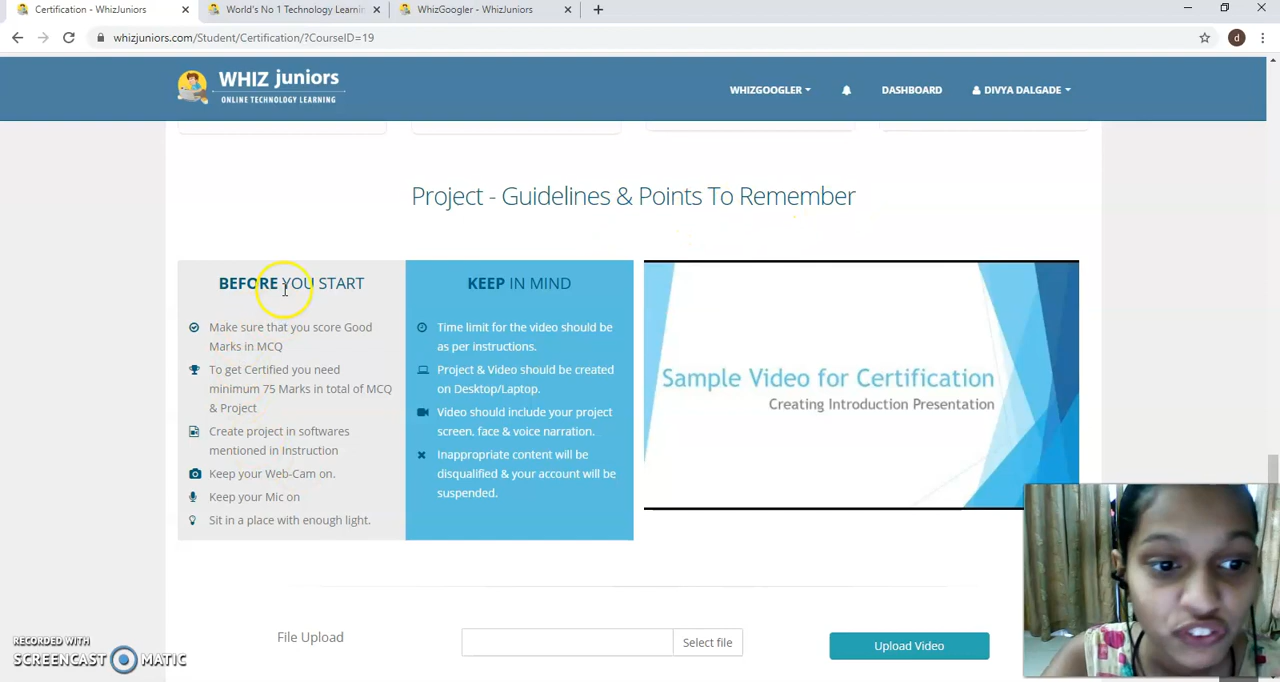 Certification - WhizJuniors
World's No 1 Technology Learnin
WhizGoogler - WhizJuniors
whizjuniors.com/Student/Certification/?CourseID=19
d
WHIZ juniors
ONLINE TECHNOLOGY LEARNING
WHIZGOOGLER
DASHBOARD
DIVYA DALGADE
Project - Guidelines & Points To Remember
BEFORE YOU START
Make sure that you score Good
Marks in MCQ
To get Certified you need
minimum 75 Marks in total of MCQ
& Project
Create project in softwares
mentioned in Instruction
Keep your Web-Cam on.
Keep your Mic on
Sit in a place with enough light.
KEEP IN MIND
Time limit for the video should be
as per instructions.
Project & Video should be created
on Desktop/Laptop.
Video should include your project
screen, face & voice narration.
Inappropriate content will be
disqualified & your account will be
suspended.
Sample Video for Certification
Creating Introduction Presentation
File Upload
Select file
Upload Video
RECORDED WITH
SCREENCAST MATIC